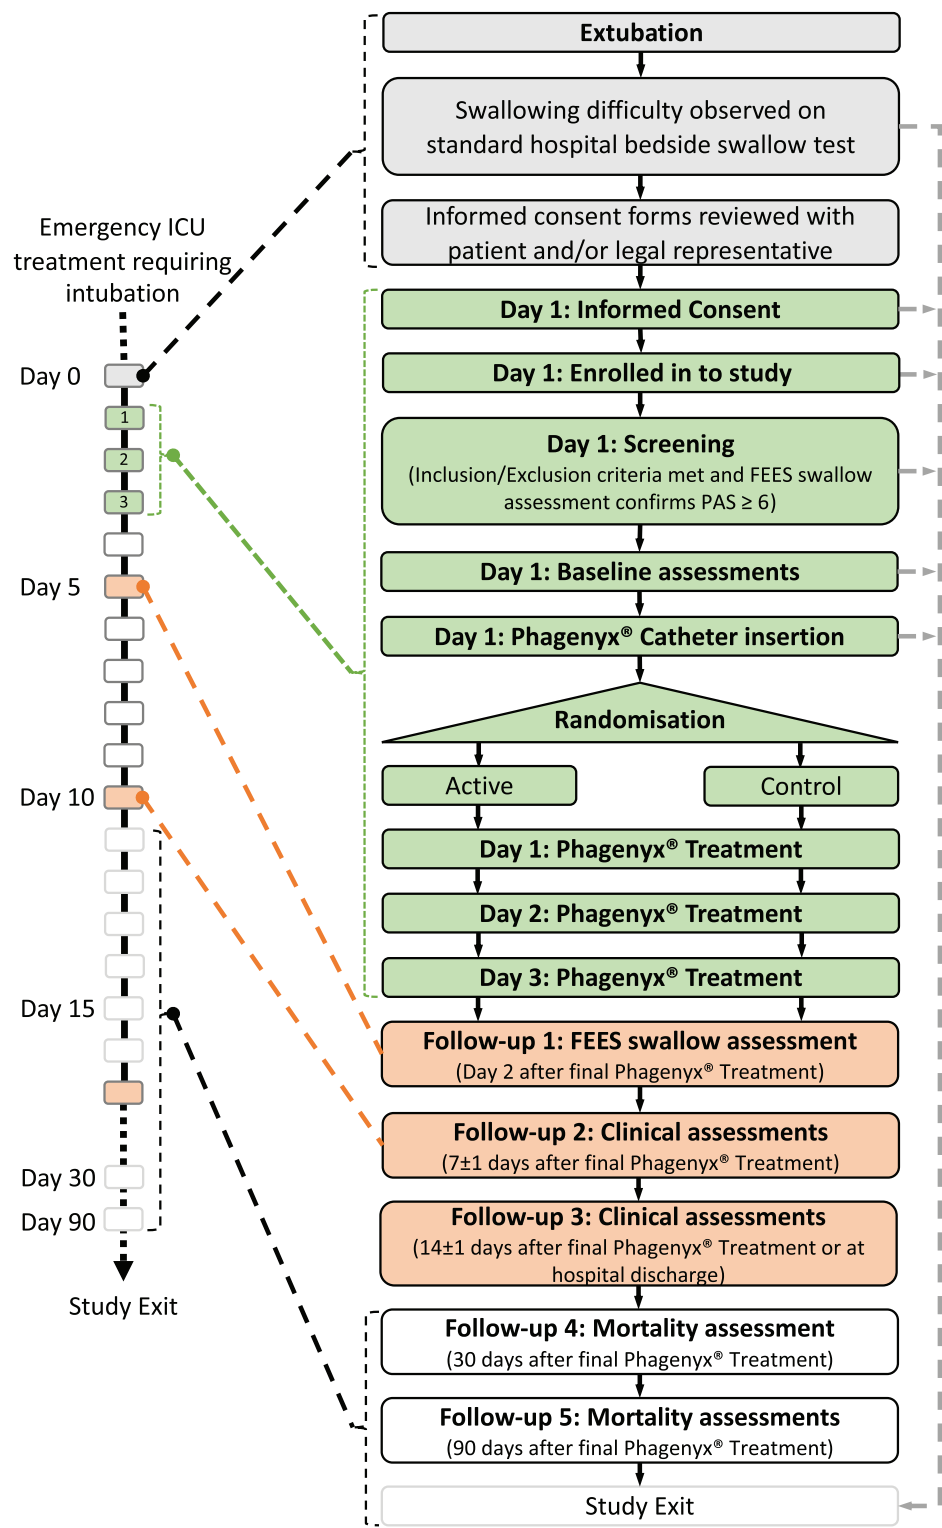 Emergency ICU
treatment requiring
intubation
Day 0
1
2
3
Day 5
Day 10
Day 15
Day 30
Day 90
Study Exit
Extubation
Swallowing difficulty observed on
standard hospital bedside swallow test
Informed consent forms reviewed with
patient and/or legal representative
Day 1: Informed Consent
Day 1: Enrolled in to study
Day 1: Screening
(Inclusion/Exclusion criteria met and FEES swallow
assessment confirms PAS ≥ 6)
Day 1: Baseline assessments
Day 1: Phagenyx® Catheter insertion
Randomisation
Active
Control
Day 1: Phagenyx® Treatment
Day 2: Phagenyx® Treatment
Day 3: Phagenyx® Treatment
Follow-up 1: FEES swallow assessment
(Day 2 after final Phagenyx® Treatment)
Follow-up 2: Clinical assessments
(7±1 days after final Phagenyx® Treatment)
Follow-up 3: Clinical assessments
(14±1 days after final Phagenyx® Treatment or at
hospital discharge)
Follow-up 4: Mortality assessment
(30 days after final Phagenyx® Treatment)
Follow-up 5: Mortality assessments
(90 days after final Phagenyx® Treatment)
Study Exit